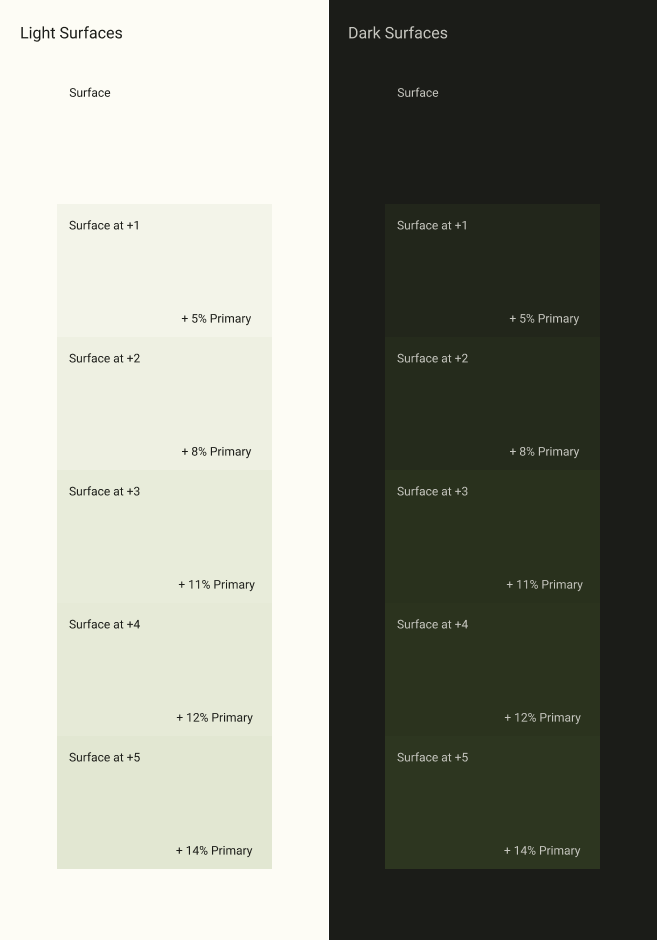 Light Surfaces
Surface
Surface at +1
+ 5% Primary
Surface at +2
+ 8% Primary
Surface at +3
+ 11% Primary
Surface at +4
+ 12% Primary
Surface at +5
+ 14% Primary
Dark Surfaces
Surface
Surface at +1
+ 5% Primary
Surface at +2
+ 8% Primary
Surface at +3
+ 11% Primary
Surface at +4
+ 12% Primary
Surface at +5
+ 14% Primary